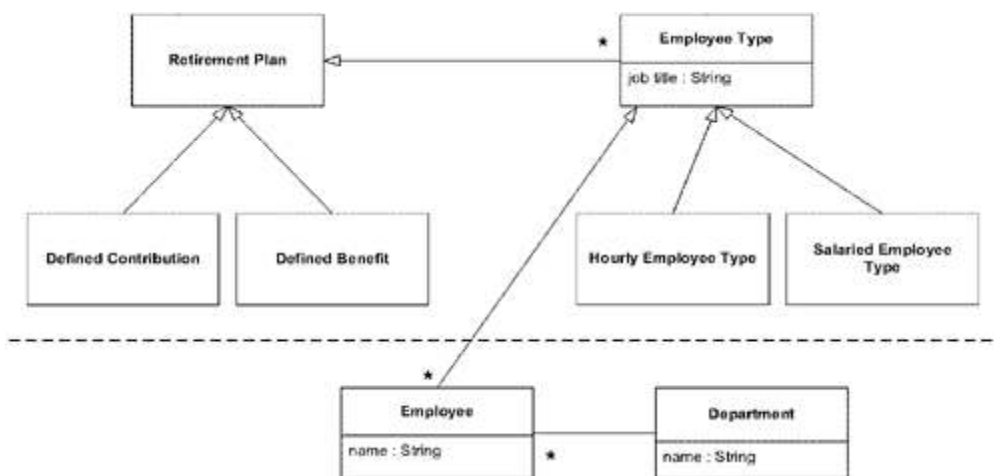 *
Employee Type
Retirement Plan
job title : String
Defined Contribution
Defined Benefit
Hourly Employee Type
Salaried Employee
Type
*
Employee
Department
name : String
*
name : String